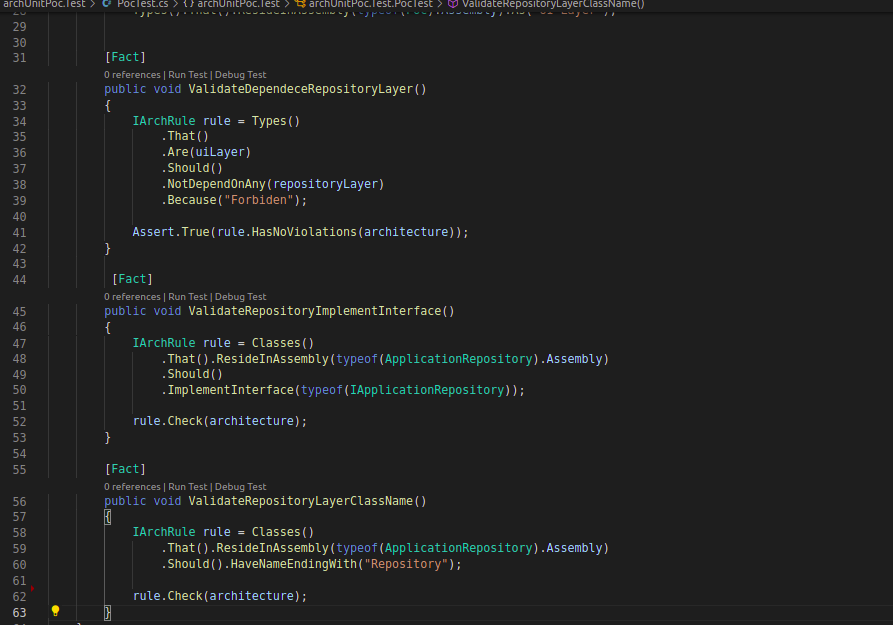 archUnitPoc.Test > PocTest.cs > {} archUnitPoc.Test > archUnitPoc.Test.PocTest > ValidateRepositoryLayerClassName()
29
30
31 [Fact]
0 references | Run Test | Debug Test
32 public void ValidateDependeceRepositoryLayer()
33 {
34 IArchRule rule = Types()
35 .That()
36 .Are(uiLayer)
37 .Should()
38 .NotDependOnAny(repositoryLayer)
39 .Because("Forbiden");
40
41 Assert.True(rule.HasNoViolations(architecture));
42 }
43
44 [Fact]
0 references | Run Test | Debug Test
45 public void ValidateRepositoryImplementInterface()
46 {
47 IArchRule rule = Classes()
48 .That().ResideInAssembly(typeof(ApplicationRepository).Assembly)
49 .Should()
50 .ImplementInterface(typeof(IApplicationRepository));
51
52 rule.Check(architecture);
53 }
54
55 [Fact]
0 references | Run Test | Debug Test
56 public void ValidateRepositoryLayerClassName()
57 {
58 IArchRule rule = Classes()
59 .That().ResideInAssembly(typeof(ApplicationRepository).Assembly)
60 .Should().HaveNameEndingWith("Repository");
61
62 rule.Check(architecture);
63 }